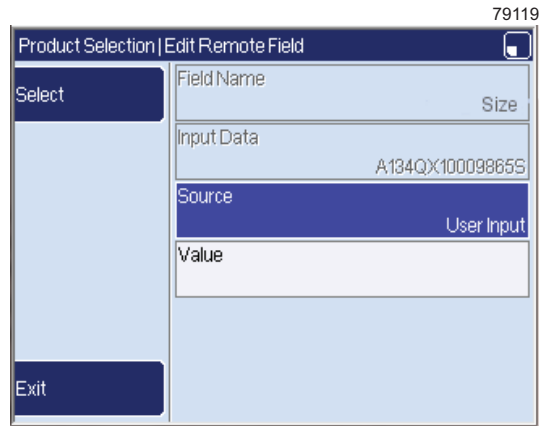 79119
Product Selection | Edit Remote Field
Select
Field Name
Size
Input Data
A134QX10009865S
Source
User Input
Value
Exit